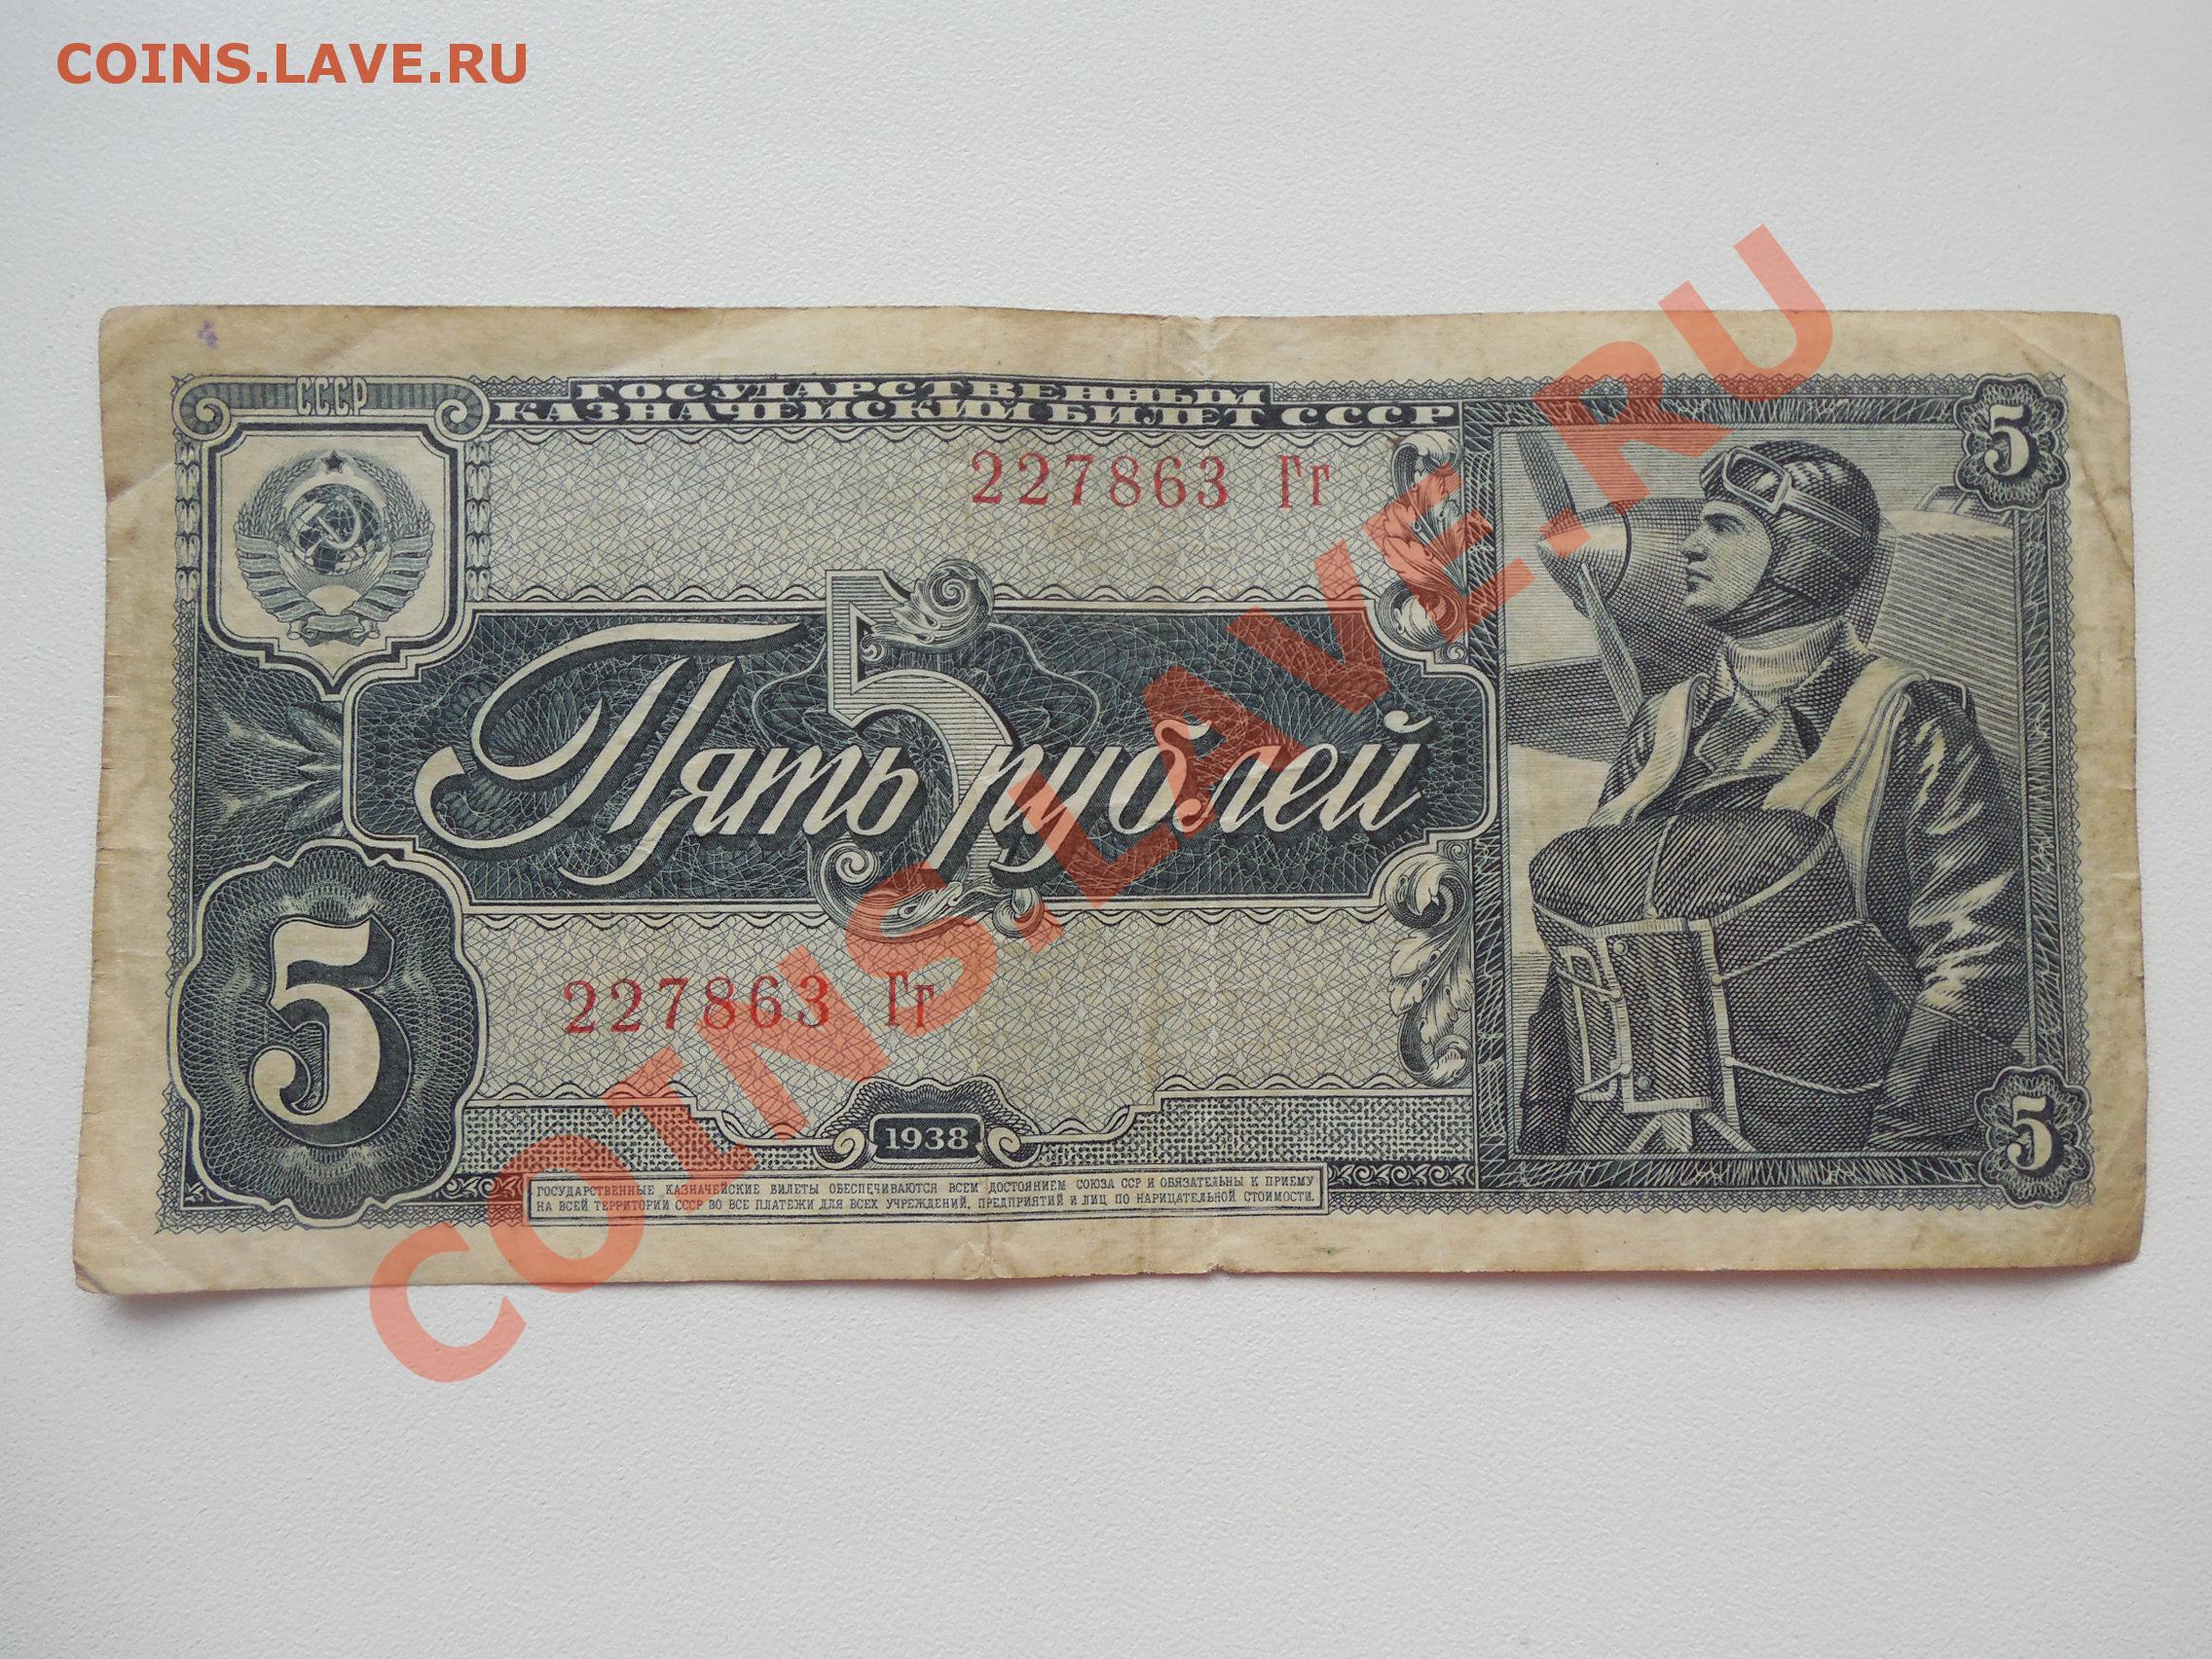 COINS.LAVE.RU
СССР
ГОСУДАРСТВЕННЫЙ
КАЗНАЧЕЙСКИЙ БИЛЕТ СССР
5
227863 Гг
5
Пять рублей
5
227863 Гг
1938
5
ГОСУДАРСТВЕННЫЕ КАЗНАЧЕЙСКИЕ БИЛЕТЫ ОБЕСПЕЧИВАЮТСЯ ВСЕМ ДОСТОЯНИЕМ СОЮЗА ССР И ОБЯЗАТЕЛЬНЫ К ПРИЕМУ
НА ВСЕЙ ТЕРРИТОРИИ СССР ВО ВСЕ ПЛАТЕЖИ ДЛЯ ВСЕХ УЧРЕЖДЕНИЙ, ПРЕДПРИЯТИЙ И ЛИЦ ПО НАРИЦАТЕЛЬНОЙ СТОИМОСТИ.
COINS.LAVE.RU